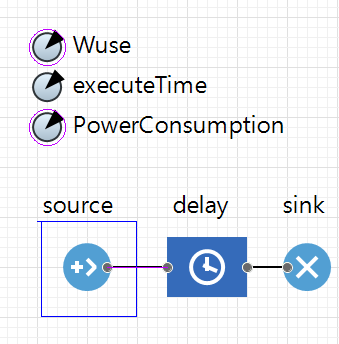 Wuse
executeTime
PowerConsumption
source delay sink